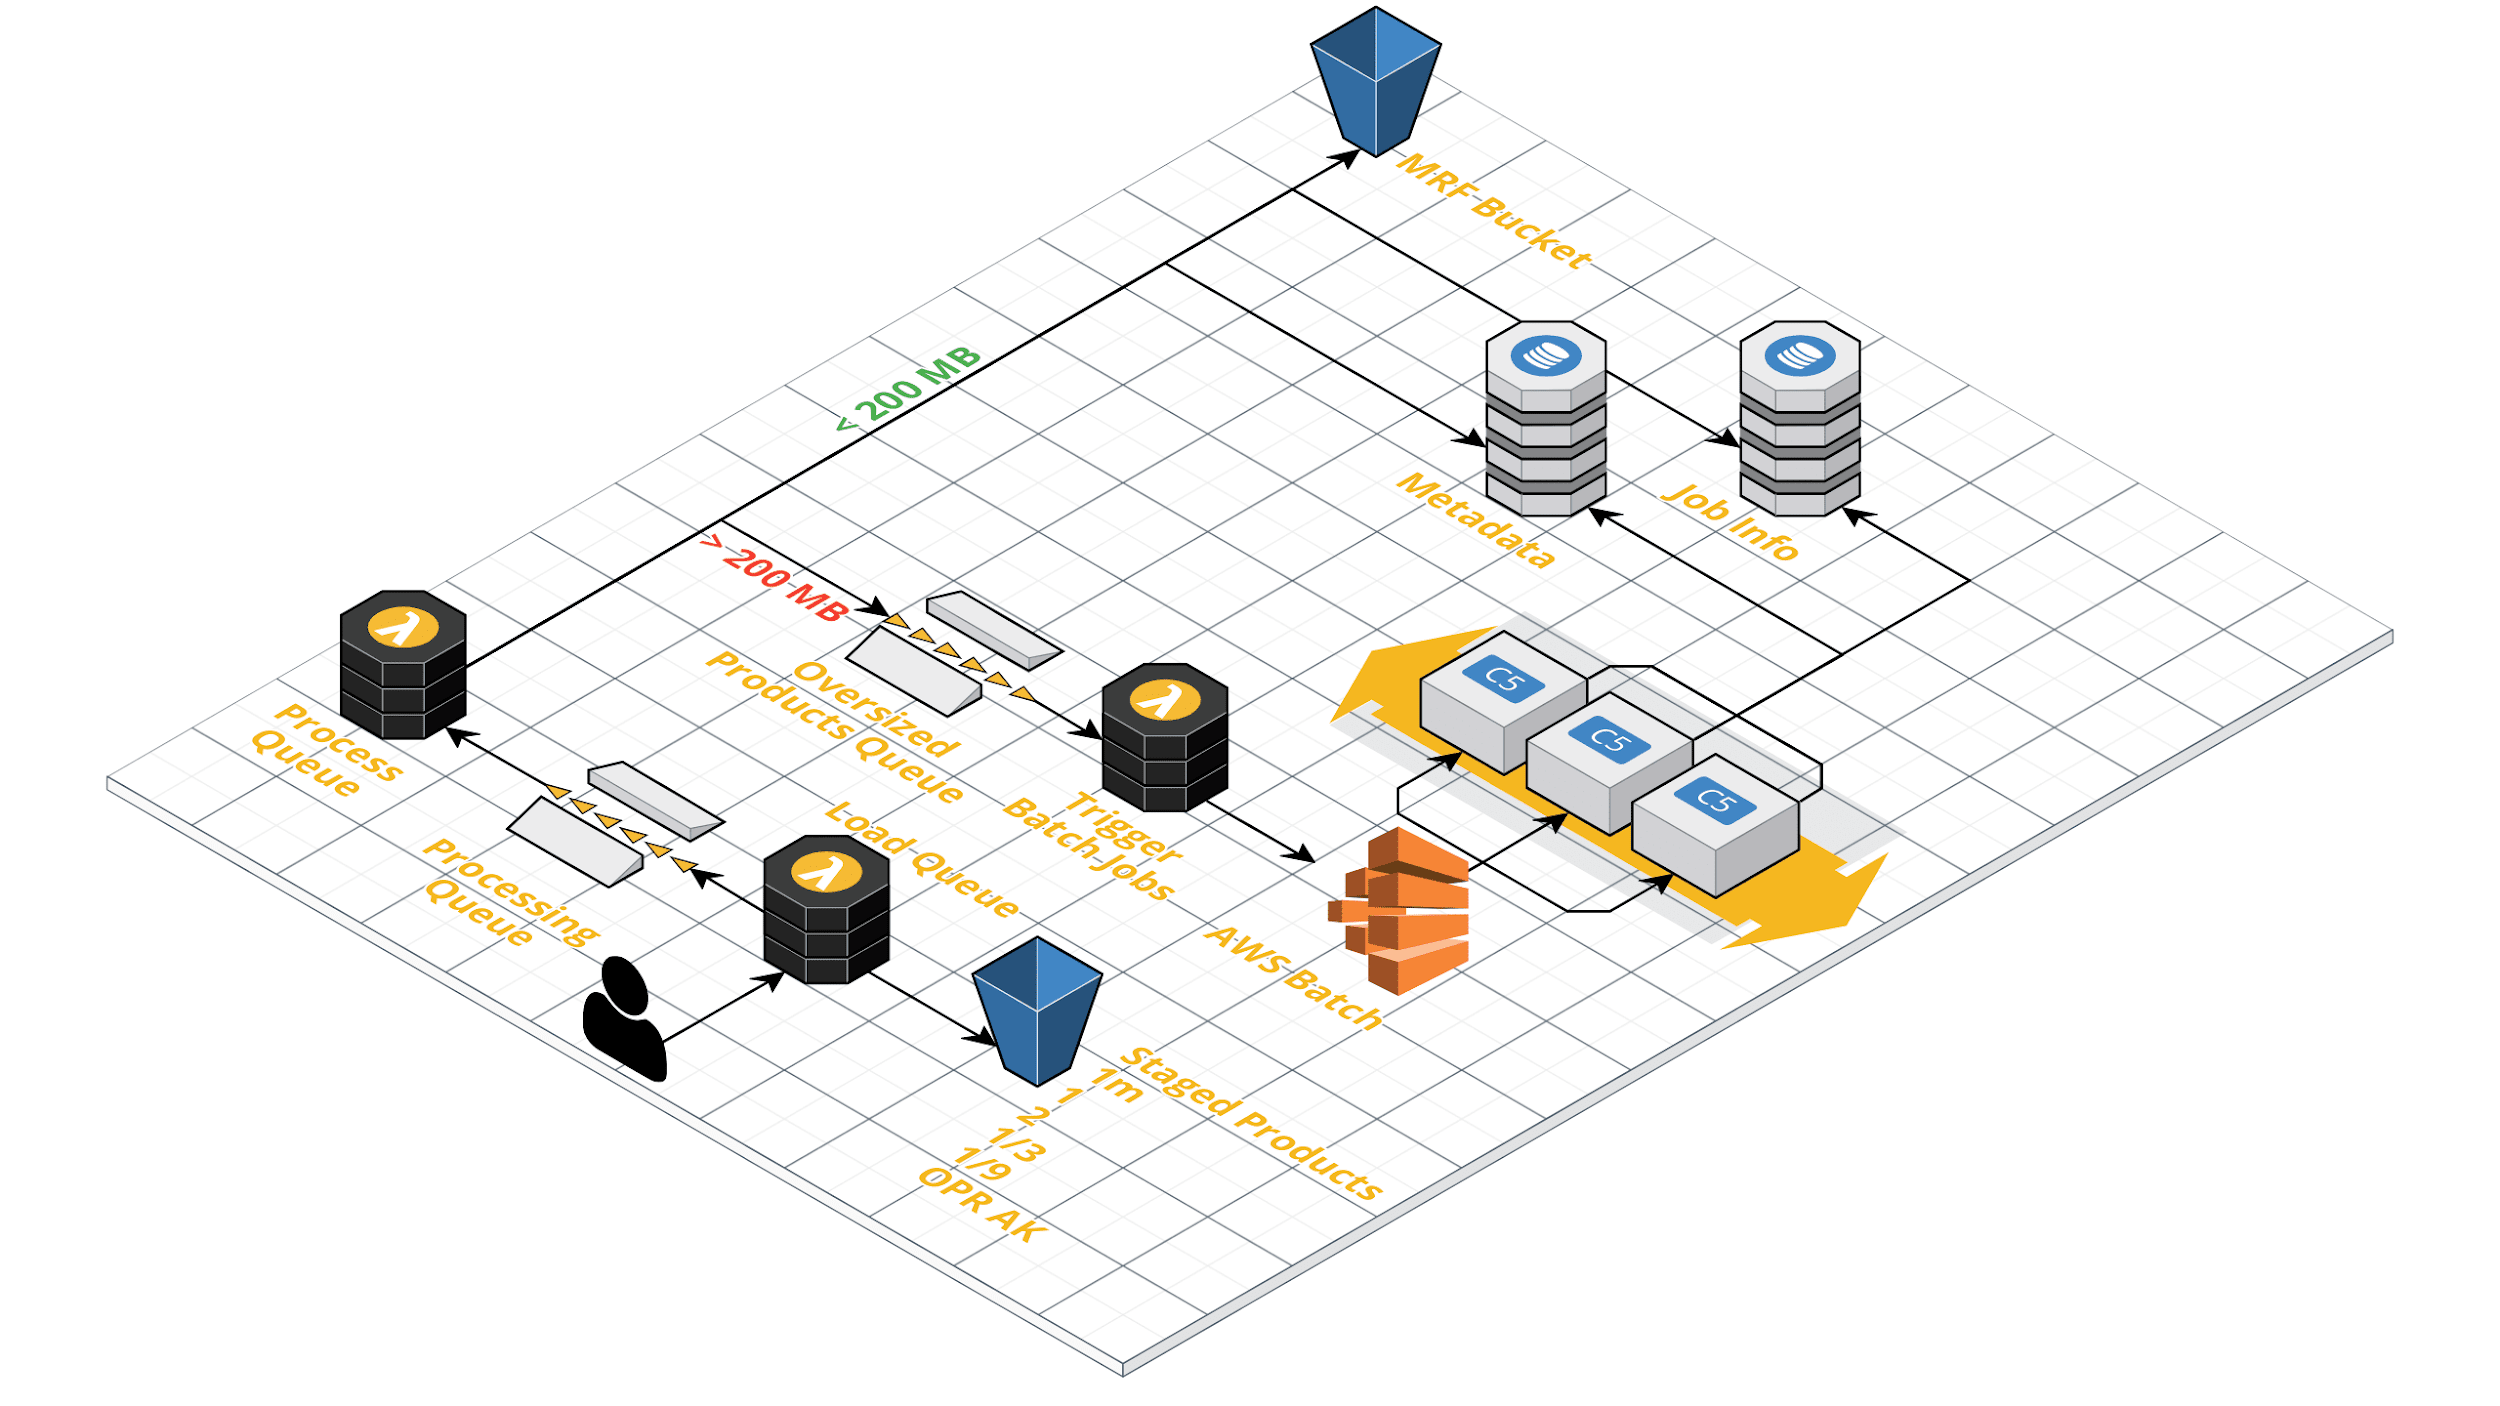 MRF Bucket
< 200 MB
Metadata
Job Info
> 200 MB
Oversized
Products Queue
Process
Queue
C5
C5
C5
Trigger
Batch Jobs
Load Queue
Processing
Queue
AWS Batch
Staged Products
1m
1
2
1/3
1/9
OPR AK